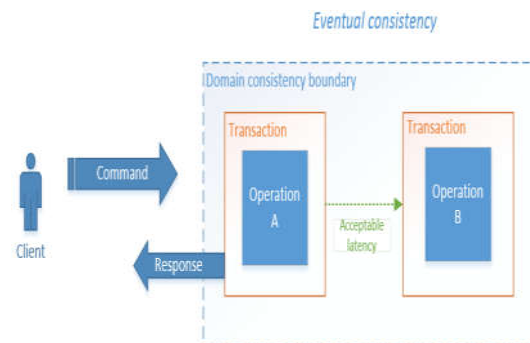 Eventual consistency
Domain consistency boundary
Transaction
Transaction
Command
Operation
A
Operation
B
Acceptable
latency
Client
Response